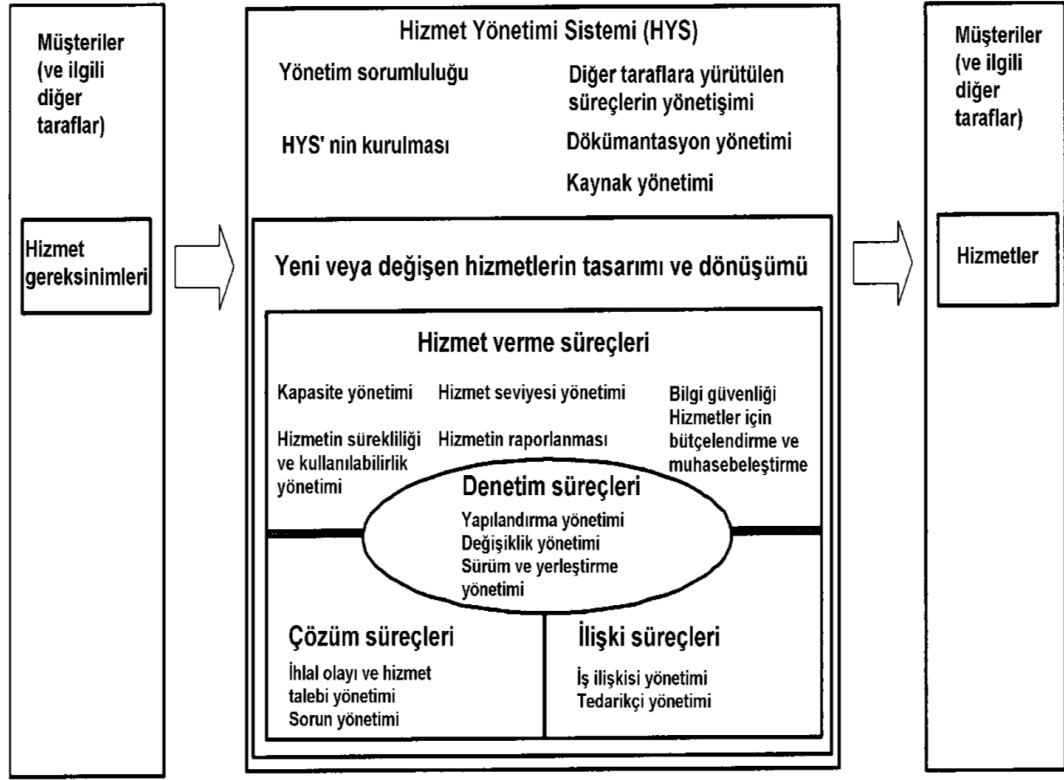 Müşteriler
(ve ilgili
diğer
taraflar)
Hizmet
gereksinimleri
Hizmet Yönetimi Sistemi (HYS)
Yönetim sorumluluğu
HYS' nin kurulması
Diğer taraflara yürütülen
süreçlerin yönetişimi
Dökümantasyon yönetimi
Kaynak yönetimi
Yeni veya değişen hizmetlerin tasarımı ve dönüşümü
Hizmet verme süreçleri
Kapasite yönetimi
Hizmetin sürekliliği
ve kullanılabilirlik
yönetimi
Hizmet seviyesi yönetimi
Hizmetin raporlanması
Bilgi güvenliği
Hizmetler için
bütçelendirme ve
muhasebeleştirme
Denetim süreçleri
Yapılandırma yönetimi
Değişiklik yönetimi
Sürüm ve yerleştirme
yönetimi
Çözüm süreçleri
İhlal olayı ve hizmet
talebi yönetimi
Sorun yönetimi
İlişki süreçleri
İş ilişkisi yönetimi
Tedarikçi yönetimi
Müşteriler
(ve ilgili
diğer
taraflar)
Hizmetler